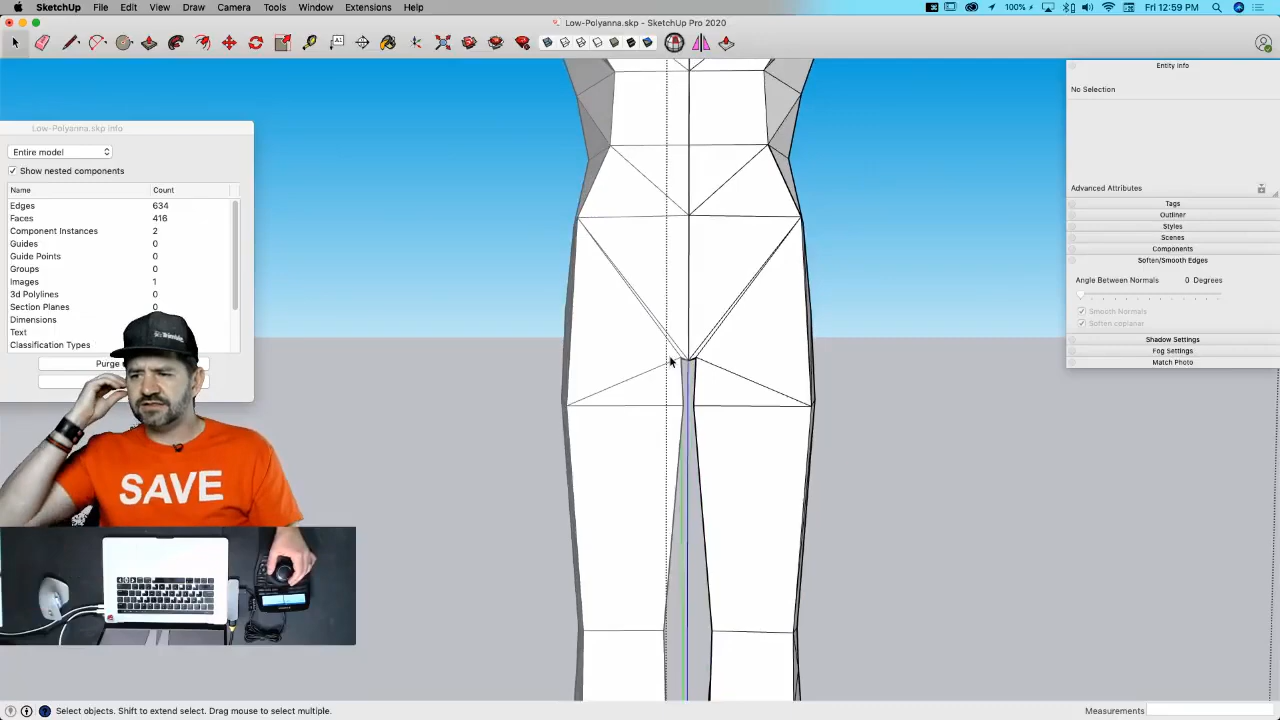 SketchUp File Edit View Draw Camera Tools Window Extensions Help 100% Fri 12:59 PM
Low-Polyanna.skp - SketchUp Pro 2020
Entity Info
No Selection
Low-Polyanna.skp info
Entire model
Show nested components
Name Count
Edges 634
Faces 416
Component Instances 2
Guides 0
Guide Points 0
Groups 0
Images 1
3d Polylines 0
Section Planes 0
Dimensions
Text
Classification Types
Purge
Advanced Attributes
Tags
Outliner
Styles
Scenes
Components
Soften/Smooth Edges
Angle Between Normals 0 Degrees
Smooth Normals
Soften coplanar
Shadow Settings
Fog Settings
Match Photo
Trimble
SAVE
Select objects. Shift to extend select. Drag mouse to select multiple.
Measurements